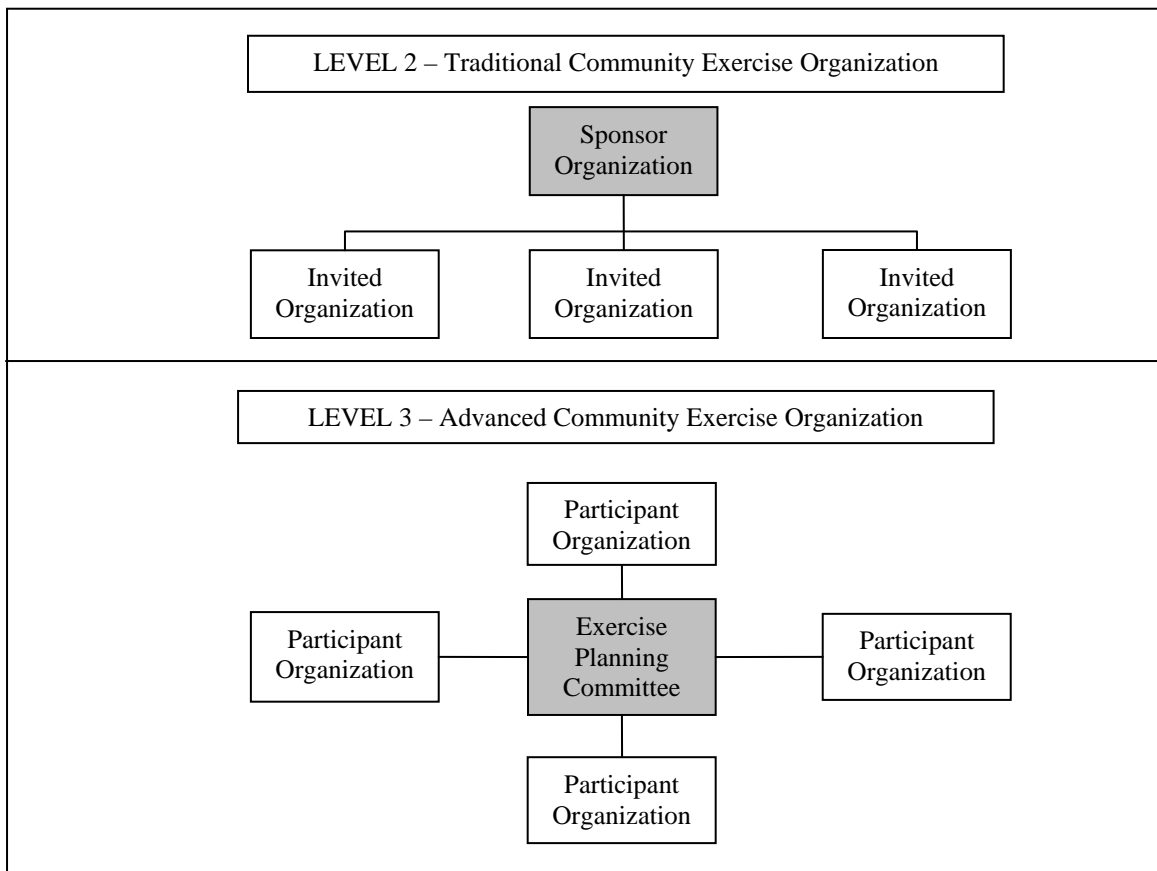 LEVEL 2 – Traditional Community Exercise Organization
Sponsor
Organization
Invited
Organization
Invited
Organization
Invited
Organization
LEVEL 3 – Advanced Community Exercise Organization
Participant
Organization
Participant
Organization
Exercise
Planning
Committee
Participant
Organization
Participant
Organization